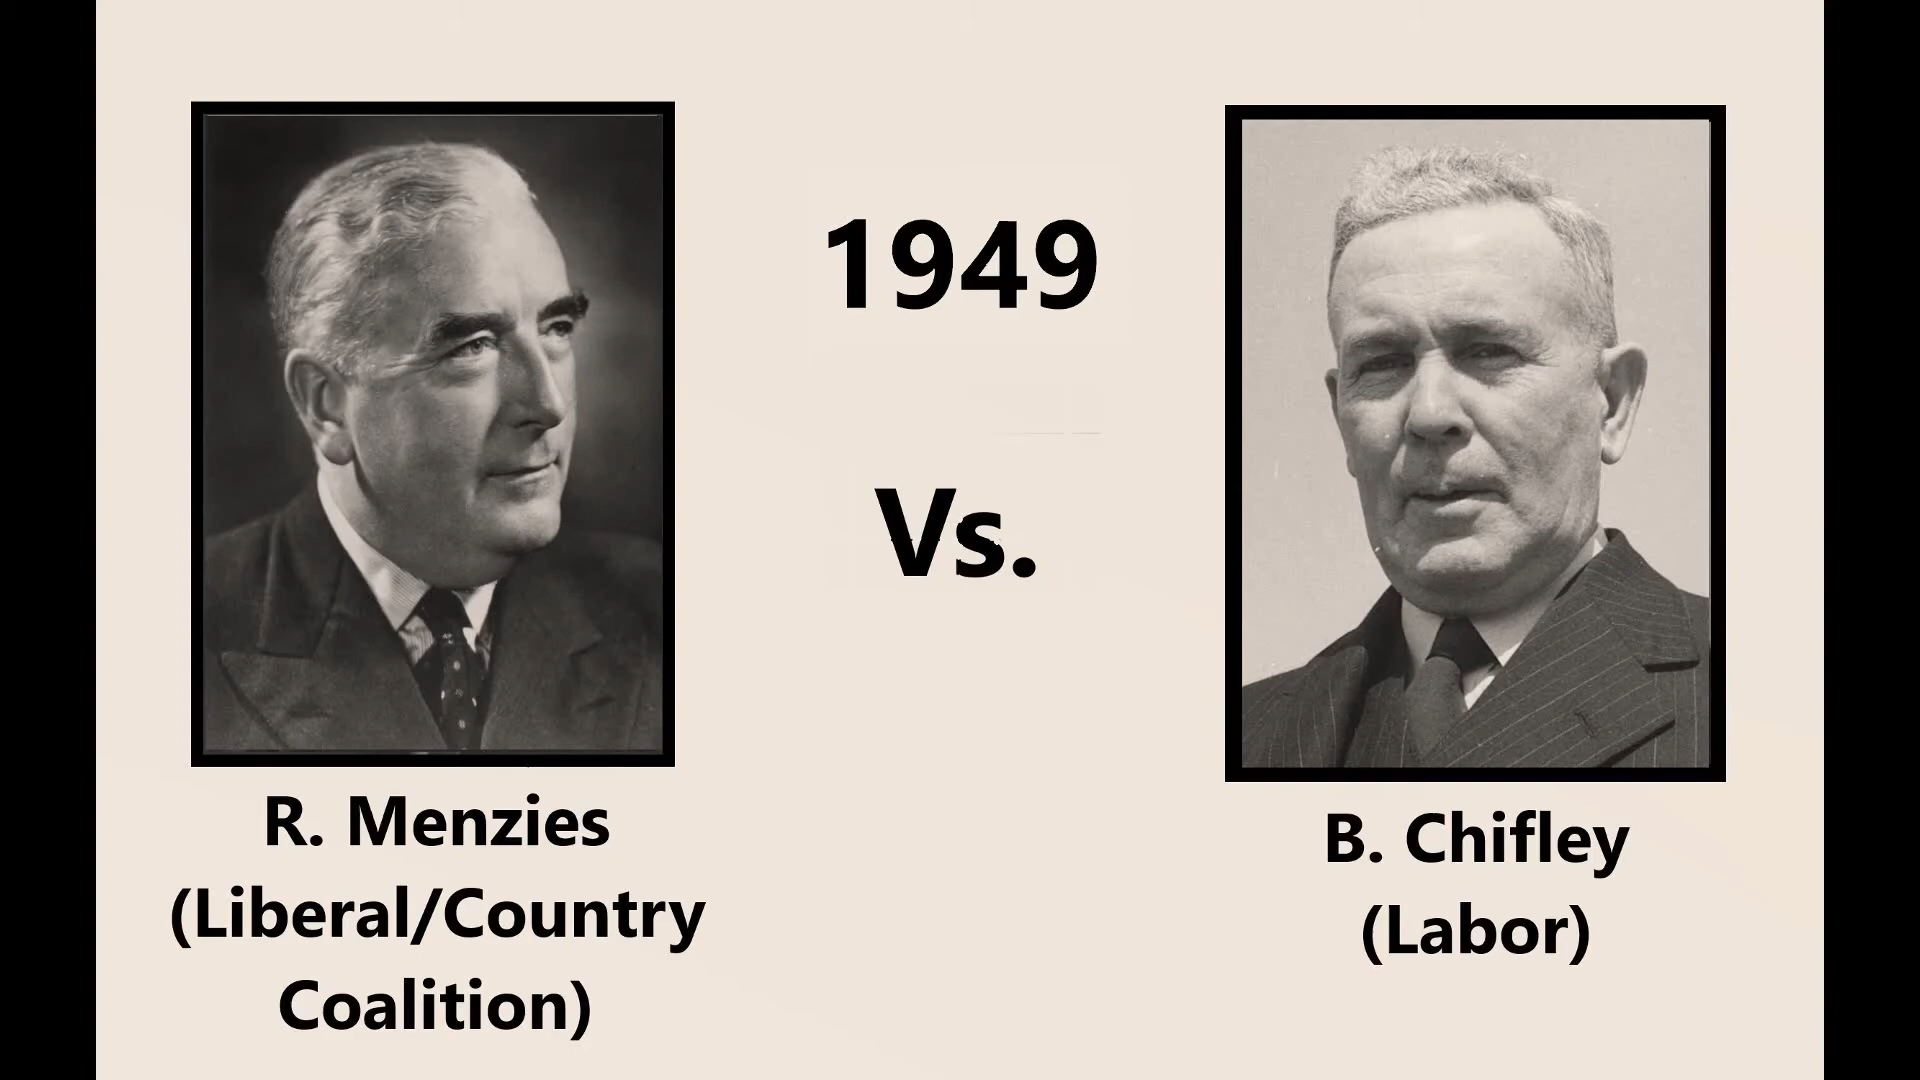 1949
Vs.
R. Menzies
(Liberal/Country
Coalition)
B. Chifley
(Labor)